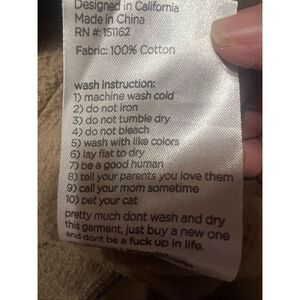 Designed in California
Made in China
RN #: 151162
Fabric: 100% Cotton
wash instruction:
1) machine wash cold
2) do not iron
3) do not tumble dry
4) do not bleach
5) wash with like colors
6) lay flat to dry
7) be a good human
8) tell your parents you love them
9) call your mom sometime
10) pet your cat
pretty much dont wash and dry
this garment, just buy a new one
and dont be a fuck up in life.